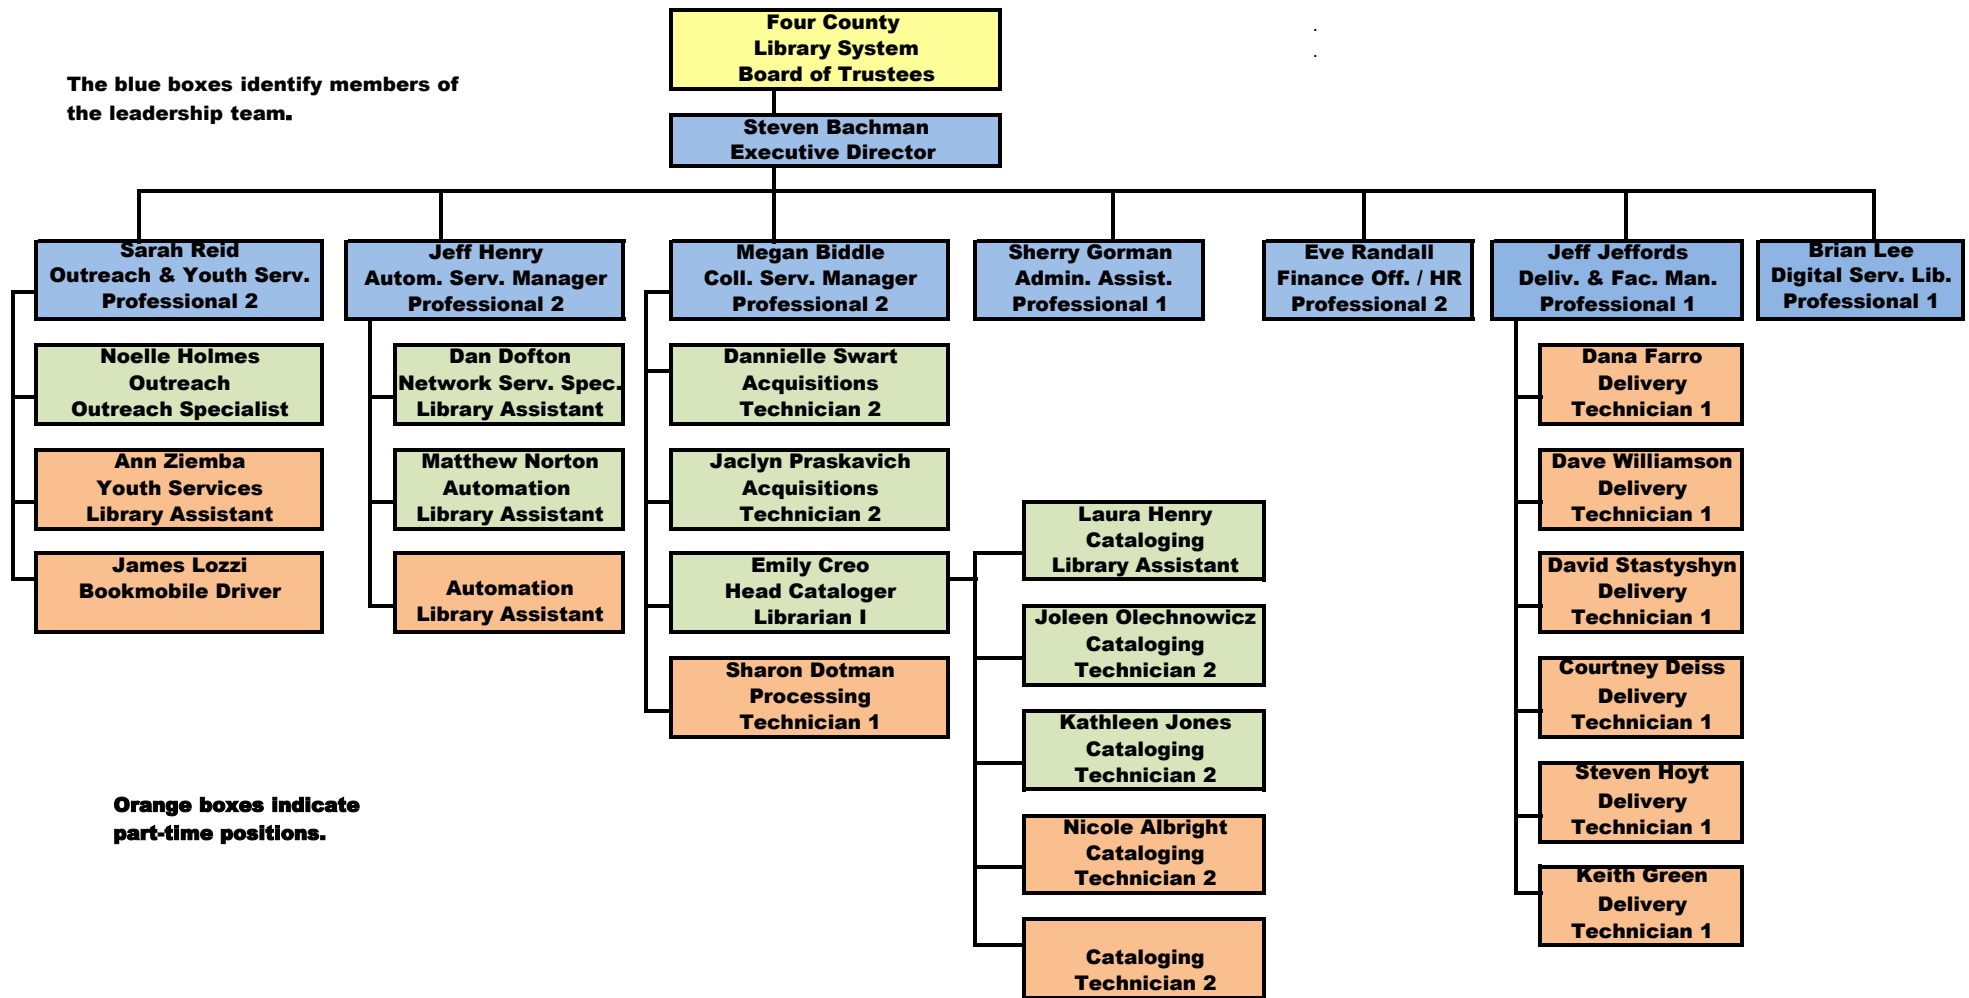 Four County
Library System
Board of Trustees
.
.
The blue boxes identify members of
the leadership team.
Steven Bachman
Executive Director
Sarah Reid
Outreach & Youth Serv.
Professional 2
Jeff Henry
Autom. Serv. Manager
Professional 2
Megan Biddle
Coll. Serv. Manager
Professional 2
Sherry Gorman
Admin. Assist.
Professional 1
Eve Randall
Finance Off. / HR
Professional 2
Jeff Jeffords
Deliv. & Fac. Man.
Professional 1
Brian Lee
Digital Serv. Lib.
Professional 1
Noelle Holmes
Outreach
Outreach Specialist
Ann Ziemba
Youth Services
Library Assistant
James Lozzi
Bookmobile Driver
Dan Dofton
Network Serv. Spec.
Library Assistant
Matthew Norton
Automation
Library Assistant
Automation
Library Assistant
Dannielle Swart
Acquisitions
Technician 2
Jaclyn Praskavich
Acquisitions
Technician 2
Emily Creo
Head Cataloger
Librarian I
Sharon Dotman
Processing
Technician 1
Laura Henry
Cataloging
Library Assistant
Joleen Olechnowicz
Cataloging
Technician 2
Kathleen Jones
Cataloging
Technician 2
Nicole Albright
Cataloging
Technician 2
Cataloging
Technician 2
Dana Farro
Delivery
Technician 1
Dave Williamson
Delivery
Technician 1
David Stastyshyn
Delivery
Technician 1
Courtney Deiss
Delivery
Technician 1
Steven Hoyt
Delivery
Technician 1
Keith Green
Delivery
Technician 1
Orange boxes indicate
part-time positions.